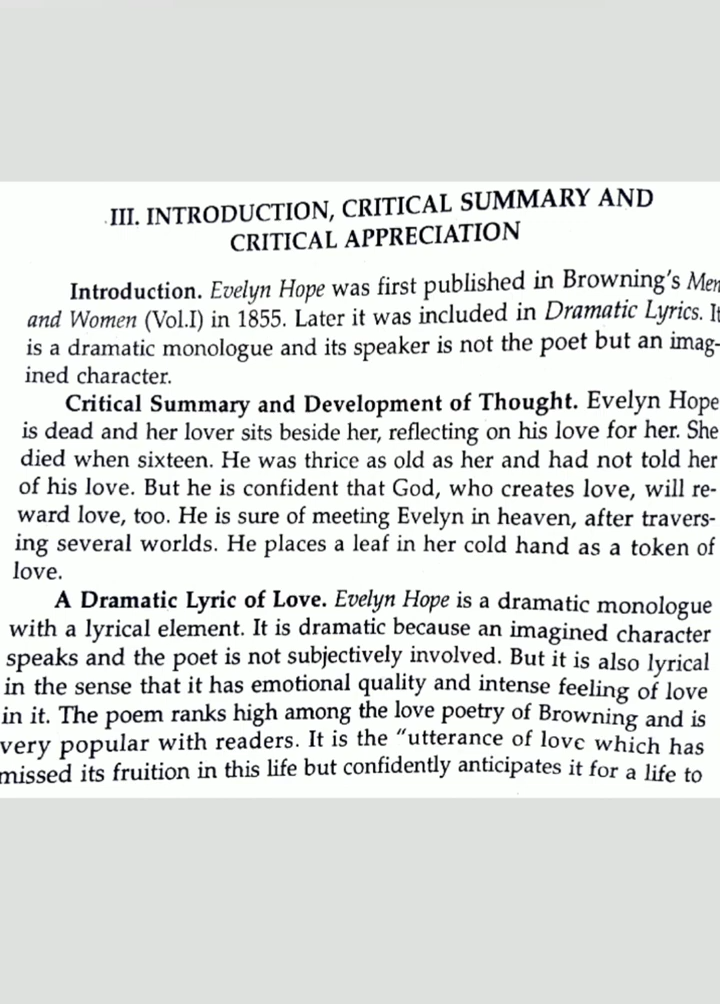 III. INTRODUCTION, CRITICAL SUMMARY AND
CRITICAL APPRECIATION
Introduction. Evelyn Hope was first published in Browning's Men
and Women (Vol.I) in 1855. Later it was included in Dramatic Lyrics. It
is a dramatic monologue and its speaker is not the poet but an imag-
ined character.
Critical Summary and Development of Thought. Evelyn Hope
is dead and her lover sits beside her, reflecting on his love for her. She
died when sixteen. He was thrice as old as her and had not told her
of his love. But he is confident that God, who creates love, will re-
ward love, too. He is sure of meeting Evelyn in heaven, after travers-
ing several worlds. He places a leaf in her cold hand as a token of
love.
A Dramatic Lyric of Love. Evelyn Hope is a dramatic monologue
with a lyrical element. It is dramatic because an imagined character
speaks and the poet is not subjectively involved. But it is also lyrical
in the sense that it has emotional quality and intense feeling of love
in it. The poem ranks high among the love poetry of Browning and is
very popular with readers. It is the "utterance of love which has
missed its fruition in this life but confidently anticipates it for a life to